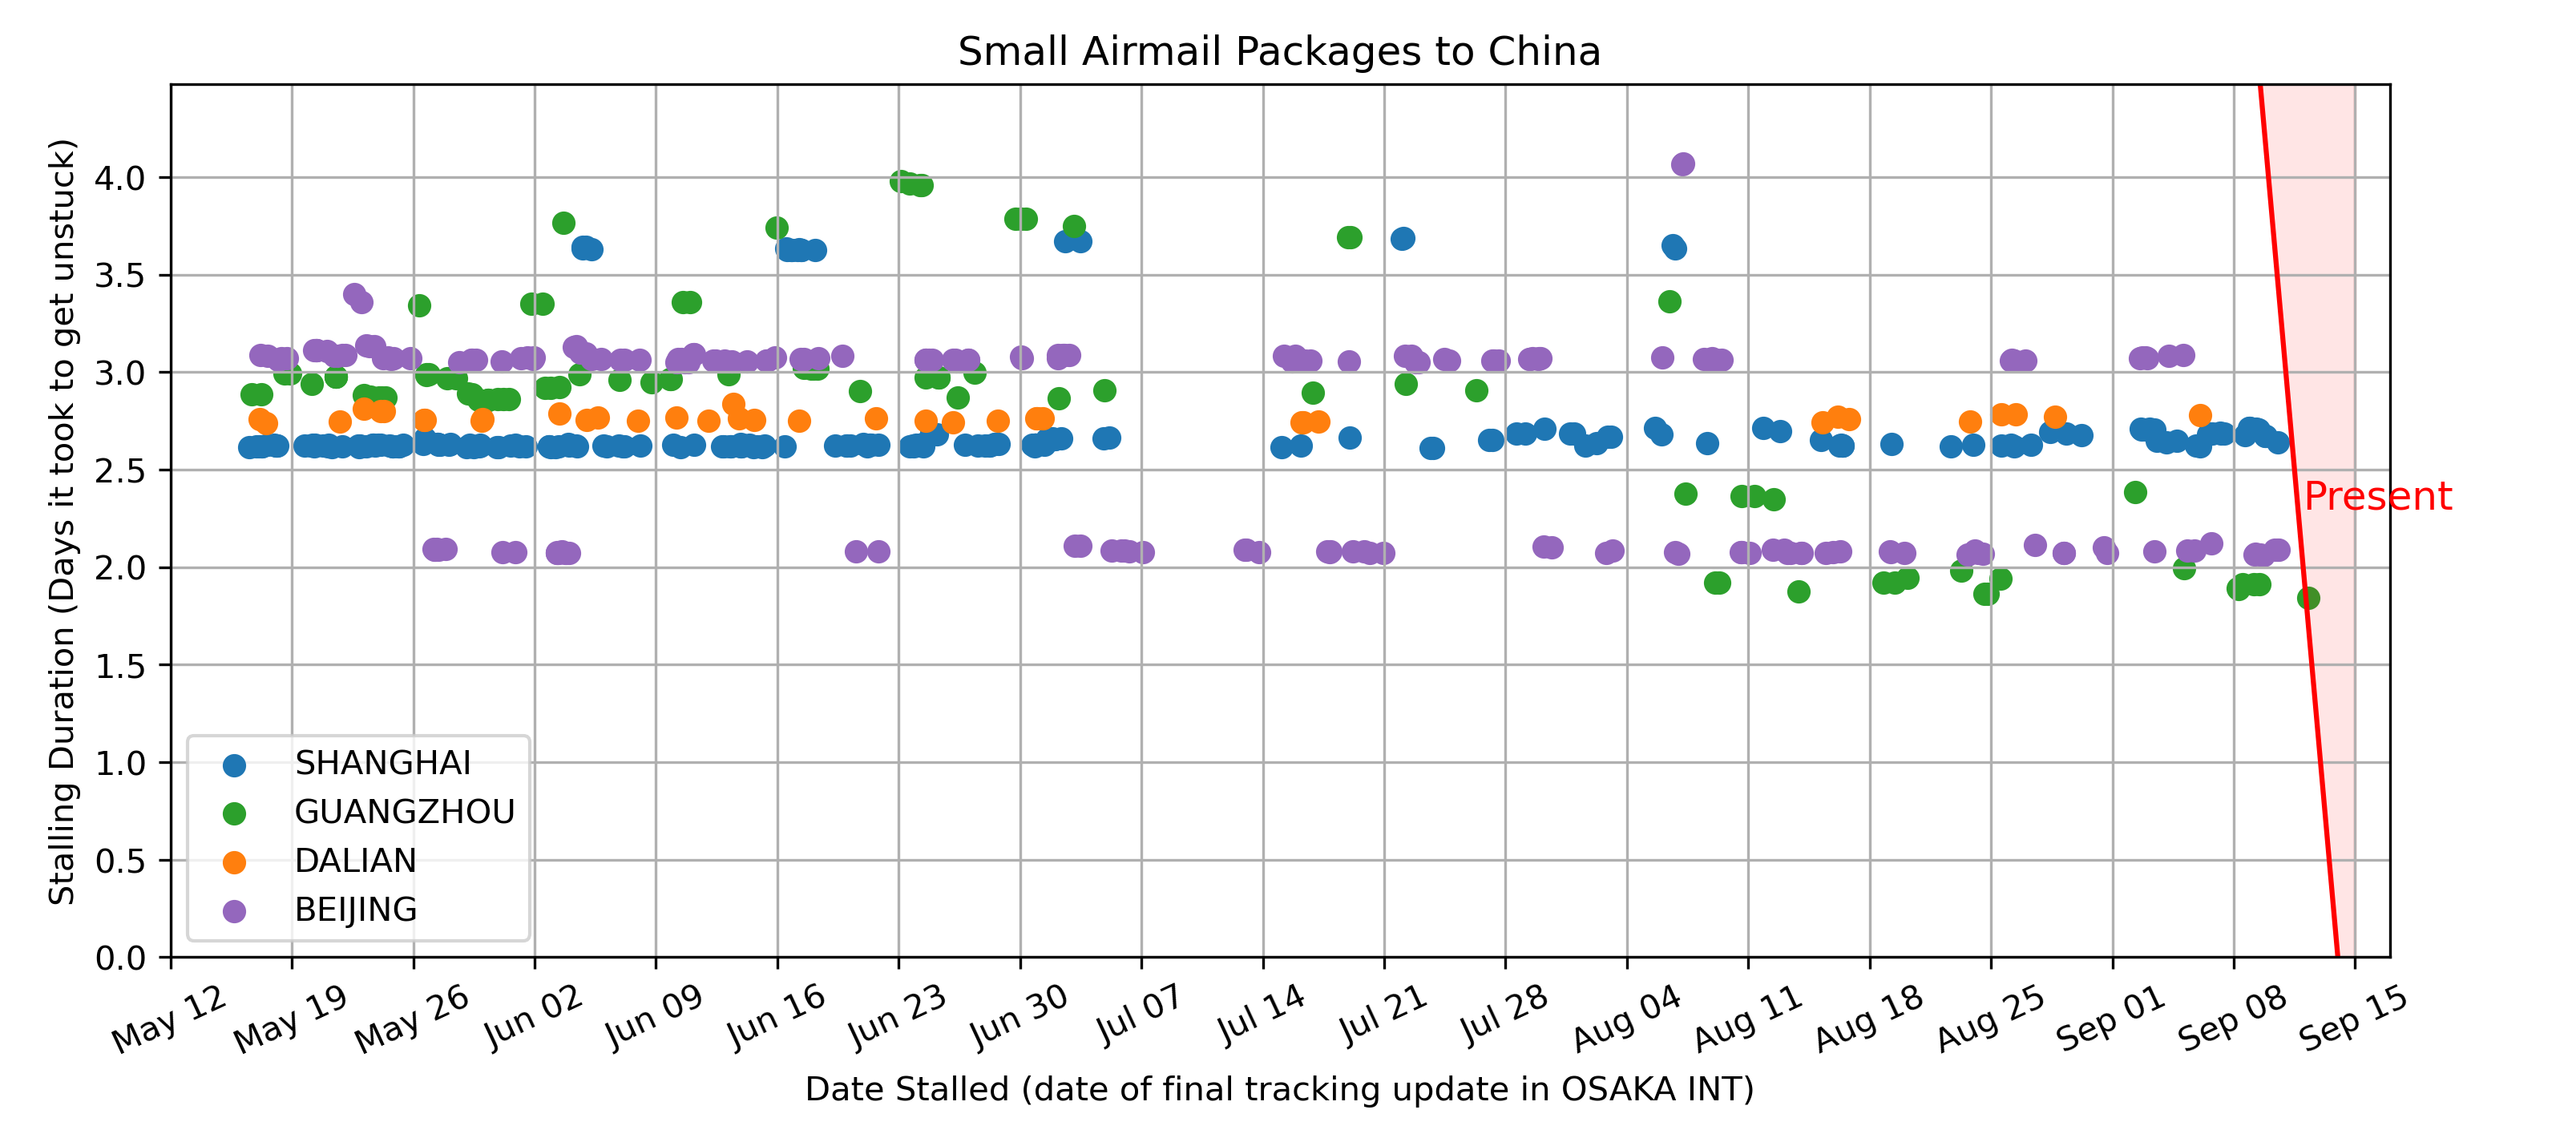 Small Airmail Packages to China
Stalling Duration (Days it took to get unstuck)
4.0
3.5
3.0
2.5
2.0
1.5
1.0
0.5
0.0
Present
SHANGHAI
GUANGZHOU
DALIAN
BEIJING
May 12
May 19
May 26
Jun 02
Jun 09
Jun 16
Jun 23
Jun 30
Jul 07
Jul 14
Jul 21
Jul 28
Aug 04
Aug 11
Aug 18
Aug 25
Sep 01
Sep 08
Sep 15
Date Stalled (date of final tracking update in OSAKA INT)